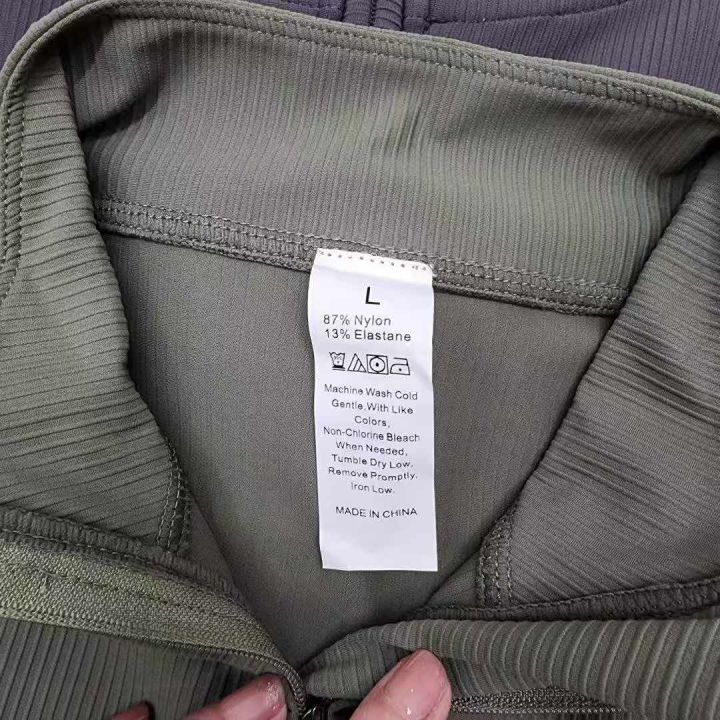 L
87% Nylon
13% Elastane
Machine Wash Cold
Gentle,With Like
Colors,
Non-Chlorine Bleach
When Needed,
Tumble Dry Low,
Remove Promptly,
Iron Low.
MADE IN CHINA